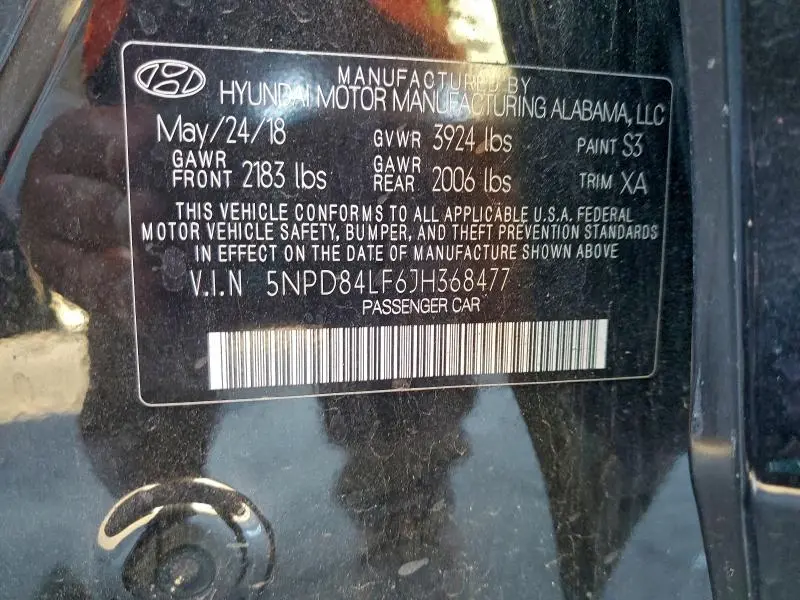 MANUFACTURED BY
HYUNDAI MOTOR MANUFACTURING ALABAMA, LLC
May/24/18 GVWR 3924 lbs PAINT S3
GAWR FRONT 2183 lbs GAWR REAR 2006 lbs TRIM XA
THIS VEHICLE CONFORMS TO ALL APPLICABLE U.S.A. FEDERAL
MOTOR VEHICLE SAFETY, BUMPER, AND THEFT PREVENTION STANDARDS
IN EFFECT ON THE DATE OF MANUFACTURE SHOWN ABOVE
V.I.N 5NPD84LF6JH368477
PASSENGER CAR